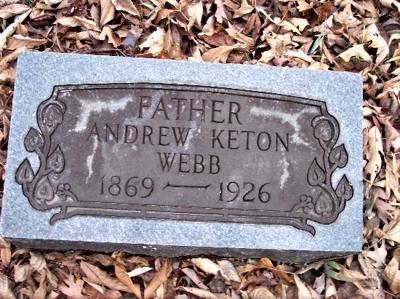 FATHER
ANDREW KETON
WEBB
1869 — 1926